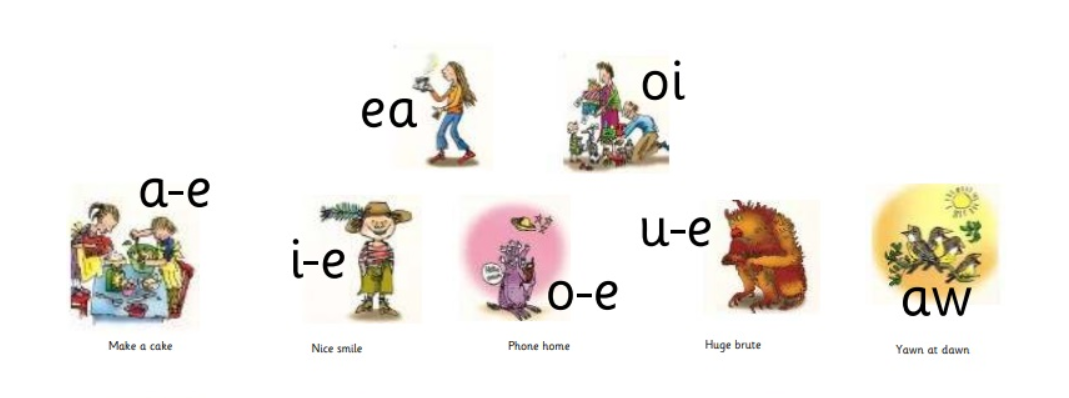 ea
oi
a-e
i-e
o-e
u-e
aw
Make a cake
Nice smile
Phone home
Huge brute
Yawn at dawn